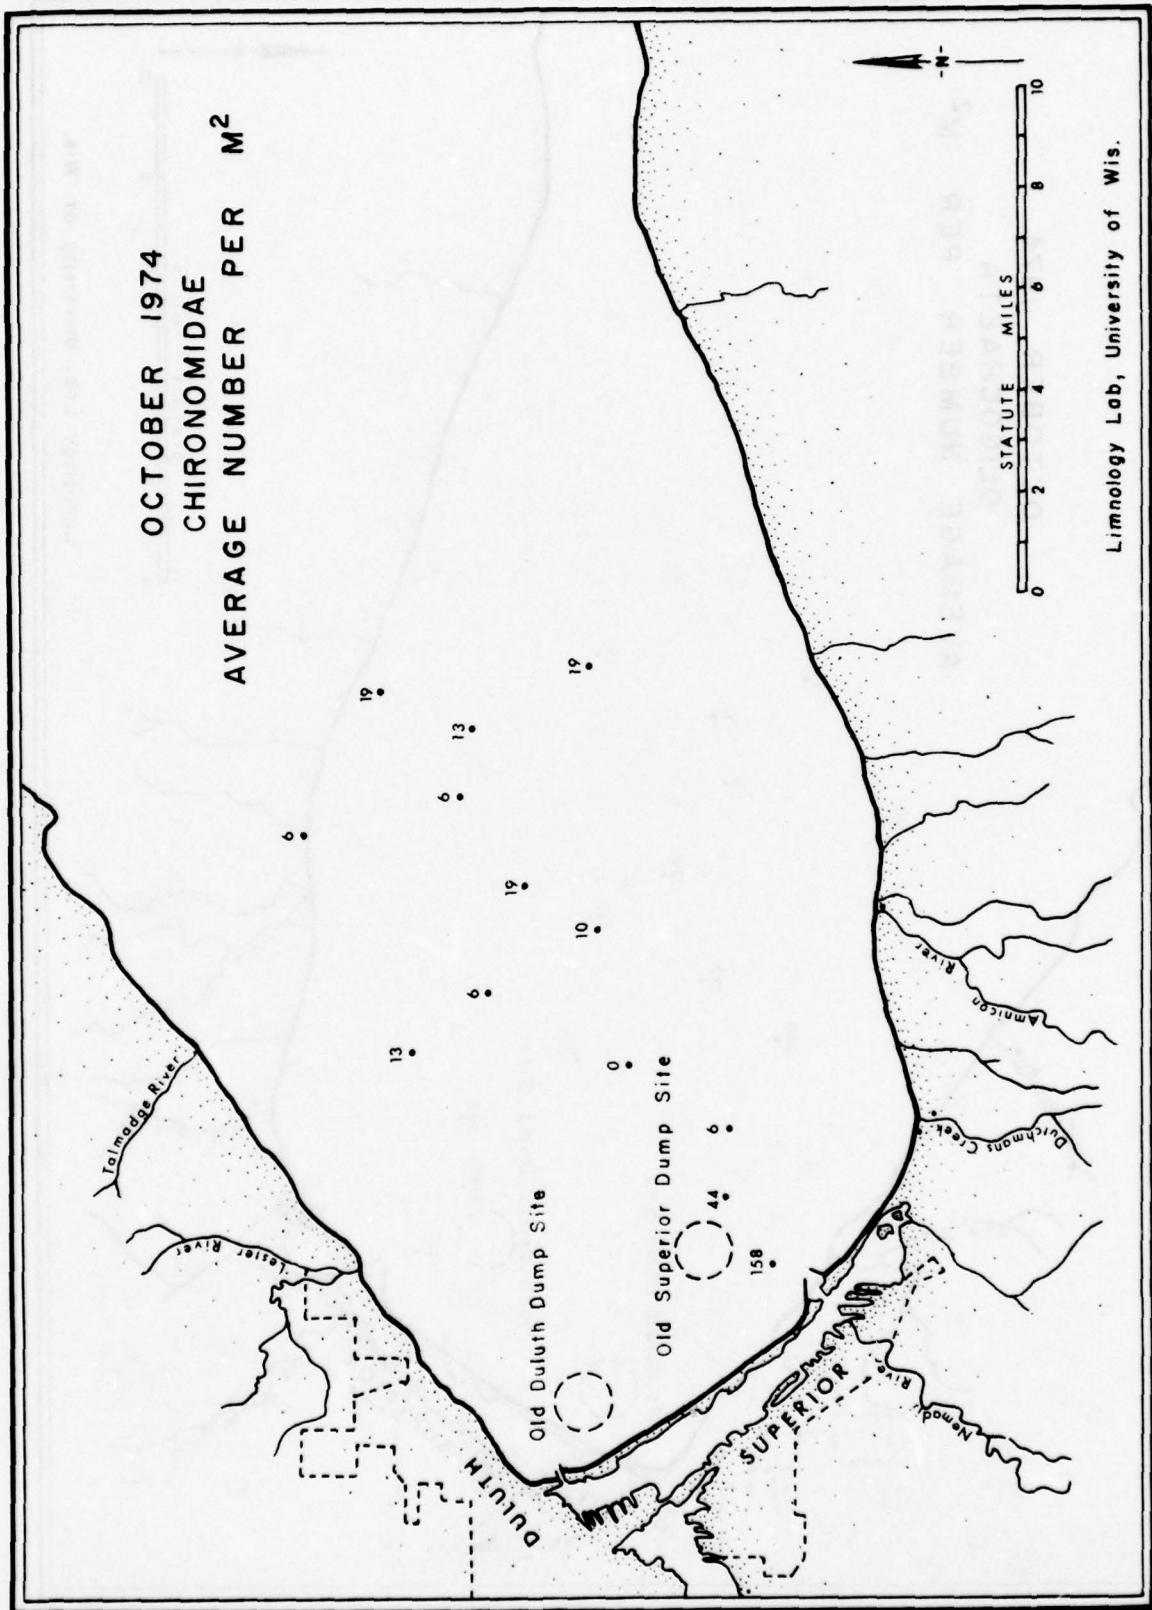 OCTOBER 1974
CHIRONOMIDAE
AVERAGE NUMBER PER M²
Talmadge River
Lester River
DULUTH
Old Duluth Dump Site
Old Superior Dump Site
SUPERIOR
Nemadji River
Dutchmans Creek
Amnicon River
6
19
6
13
13
6
19
10
19
0
6
44
158
-N-
STATUTE MILES
0 2 4 6 8 10
Limnology Lab, University of Wis.